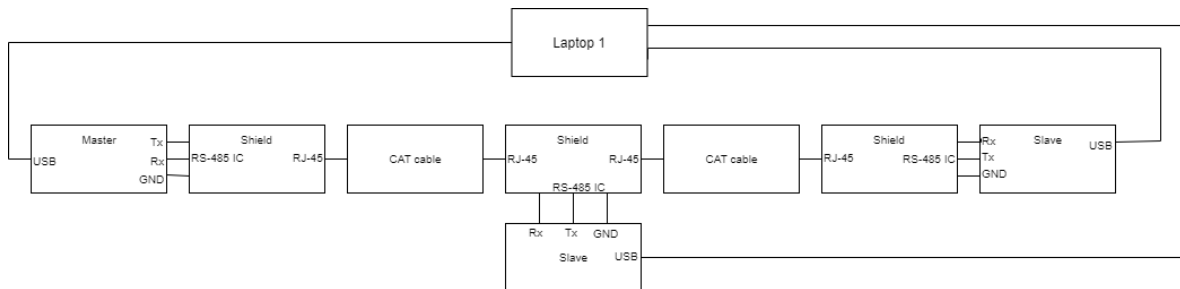 Laptop 1
Master
Tx
Rx
GND
USB
Shield
RS-485 IC
RJ-45
CAT cable
Shield
RJ-45
RJ-45
RS-485 IC
CAT cable
Shield
RJ-45
RS-485 IC
Rx
Tx
GND
Slave
USB
Rx
Tx
GND
Slave
USB